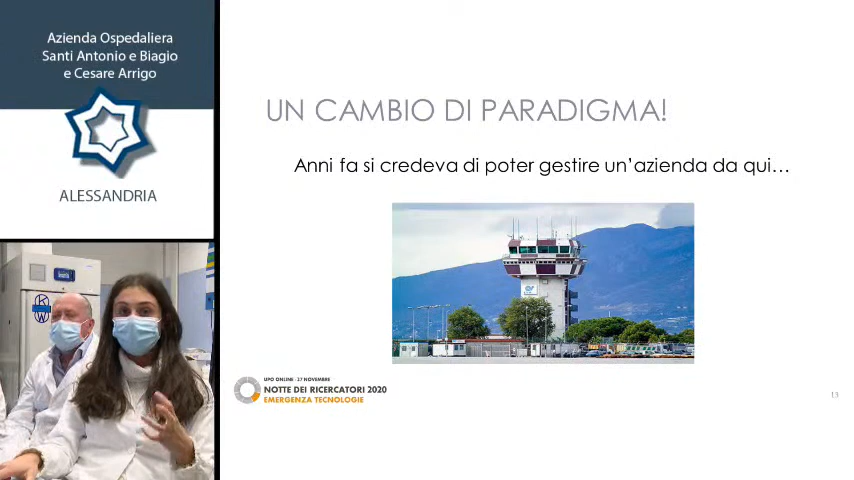 Azienda Ospedaliera
Santi Antonio e Biagio
e Cesare Arrigo
ALESSANDRIA
UN CAMBIO DI PARADIGMA!
Anni fa si credeva di poter gestire un'azienda da qui...
KW
UPO ONLINE · 27 NOVEMBRE
NOTTE DEI RICERCATORI 2020
EMERGENZA TECNOLOGIE
13